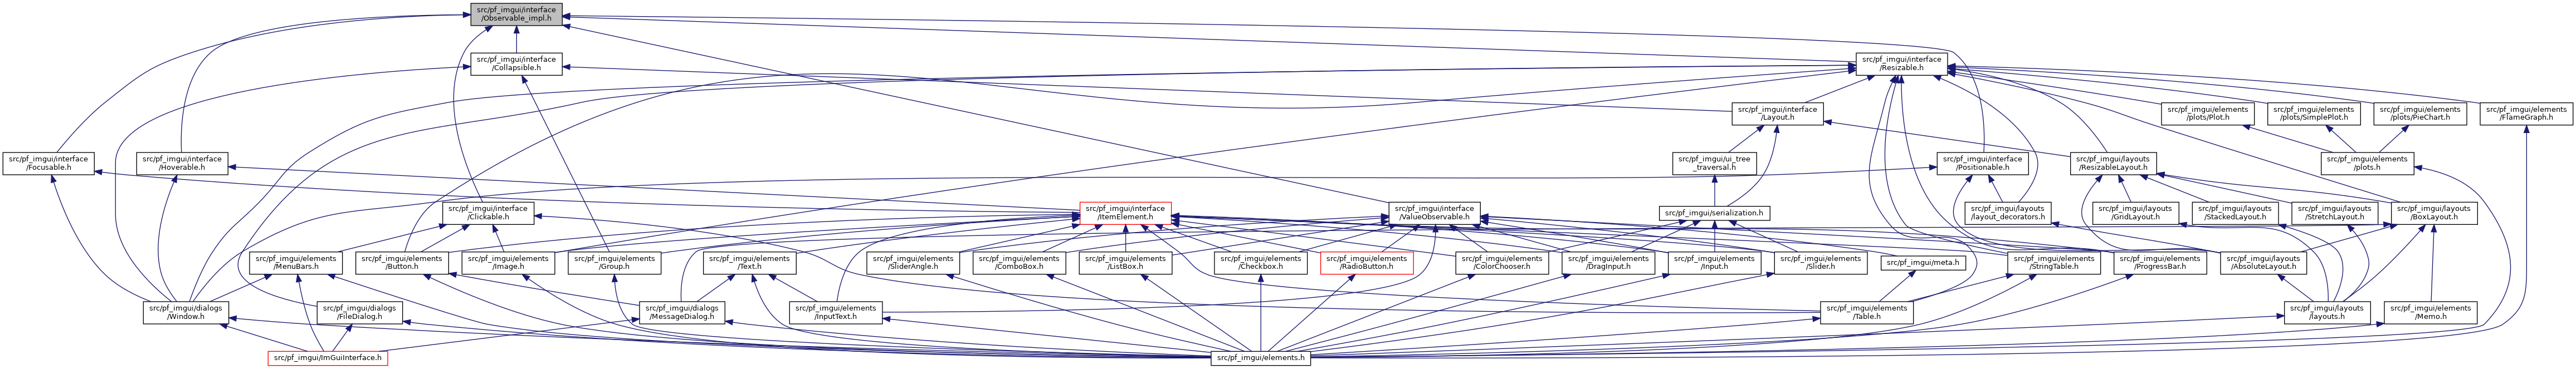 src/pf_imgui/interface
/Observable_impl.h
src/pf_imgui/interface
/Collapsible.h
src/pf_imgui/interface
/Resizable.h
src/pf_imgui/interface
/Layout.h
src/pf_imgui/elements
/plots/Plot.h
src/pf_imgui/elements
/plots/SimplePlot.h
src/pf_imgui/elements
/plots/PieChart.h
src/pf_imgui/elements
/FlameGraph.h
src/pf_imgui/interface
/Focusable.h
src/pf_imgui/interface
/Hoverable.h
src/pf_imgui/ui_tree
_traversal.h
src/pf_imgui/interface
/Positionable.h
src/pf_imgui/layouts
/ResizableLayout.h
src/pf_imgui/elements
/plots.h
src/pf_imgui/interface
/Clickable.h
src/pf_imgui/interface
/ItemElement.h
src/pf_imgui/interface
/ValueObservable.h
src/pf_imgui/serialization.h
src/pf_imgui/layouts
/layout_decorators.h
src/pf_imgui/layouts
/GridLayout.h
src/pf_imgui/layouts
/StackedLayout.h
src/pf_imgui/layouts
/StretchLayout.h
src/pf_imgui/layouts
/BoxLayout.h
src/pf_imgui/elements
/MenuBars.h
src/pf_imgui/elements
/Button.h
src/pf_imgui/elements
/Image.h
src/pf_imgui/elements
/Group.h
src/pf_imgui/elements
/Text.h
src/pf_imgui/elements
/SliderAngle.h
src/pf_imgui/elements
/ComboBox.h
src/pf_imgui/elements
/ListBox.h
src/pf_imgui/elements
/Checkbox.h
src/pf_imgui/elements
/RadioButton.h
src/pf_imgui/elements
/ColorChooser.h
src/pf_imgui/elements
/DragInput.h
src/pf_imgui/elements
/Input.h
src/pf_imgui/elements
/Slider.h
src/pf_imgui/meta.h
src/pf_imgui/elements
/StringTable.h
src/pf_imgui/elements
/ProgressBar.h
src/pf_imgui/layouts
/AbsoluteLayout.h
src/pf_imgui/dialogs
/Window.h
src/pf_imgui/dialogs
/FileDialog.h
src/pf_imgui/dialogs
/MessageDialog.h
src/pf_imgui/elements
/InputText.h
src/pf_imgui/elements
/Table.h
src/pf_imgui/layouts
/layouts.h
src/pf_imgui/elements
/Memo.h
src/pf_imgui/ImGuiInterface.h
src/pf_imgui/elements.h